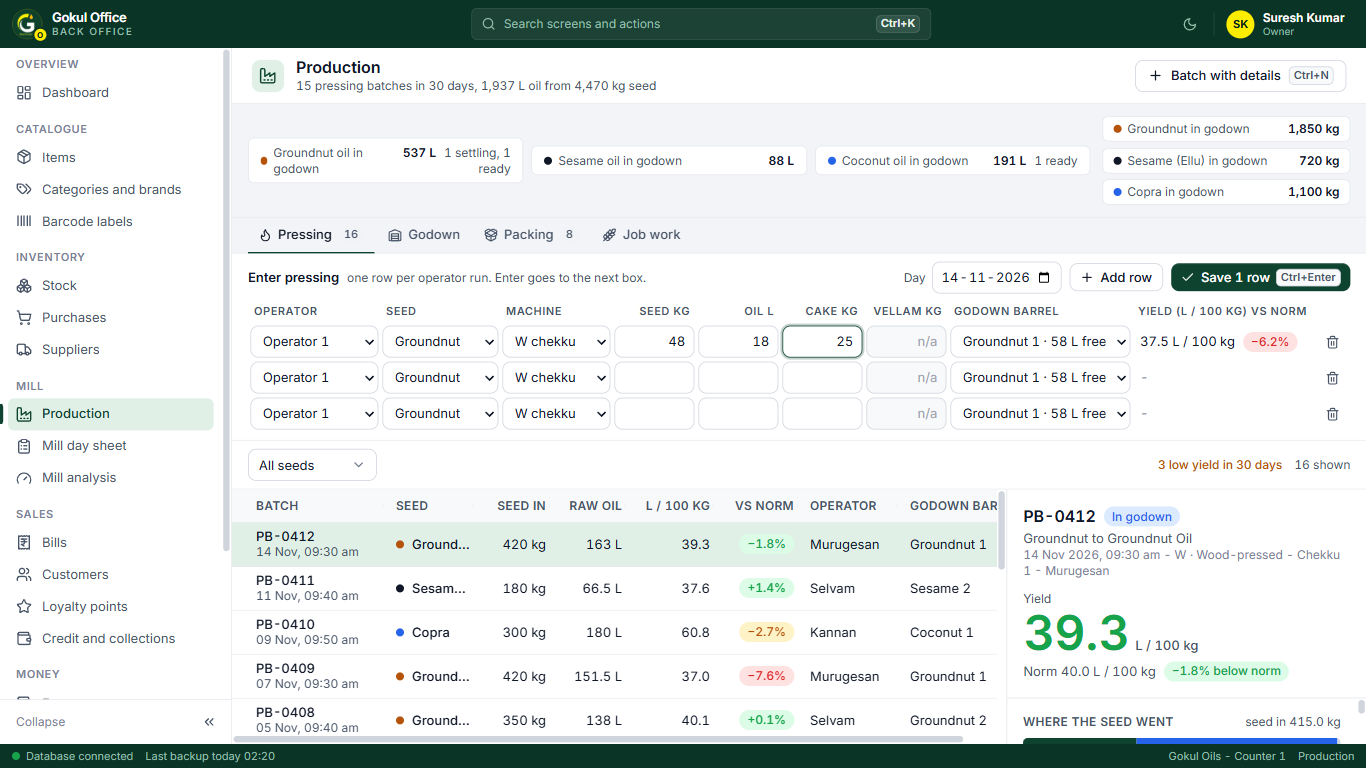 Gokul Office
BACK OFFICE
Search screens and actions Ctrl+K
SK Suresh Kumar
Owner
OVERVIEW
Dashboard
CATALOGUE
Items
Categories and brands
Barcode labels
INVENTORY
Stock
Purchases
Suppliers
MILL
Production
Mill day sheet
Mill analysis
SALES
Bills
Customers
Loyalty points
Credit and collections
MONEY
Collapse
Production
15 pressing batches in 30 days, 1,937 L oil from 4,470 kg seed
+ Batch with details Ctrl+N
Groundnut oil in godown 537 L 1 settling, 1 ready
Sesame oil in godown 88 L
Coconut oil in godown 191 L 1 ready
Groundnut in godown 1,850 kg
Sesame (Ellu) in godown 720 kg
Copra in godown 1,100 kg
Pressing 16 Godown Packing 8 Job work
Enter pressing one row per operator run. Enter goes to the next box.
Day 14-11-2026 + Add row Save 1 row Ctrl+Enter
OPERATOR SEED MACHINE SEED KG OIL L CAKE KG VELLAM KG GODOWN BARREL YIELD (L / 100 KG) VS NORM
Operator 1 Groundnut W chekku 48 18 25 n/a Groundnut 1 · 58 L free 37.5 L / 100 kg −6.2%
Operator 1 Groundnut W chekku n/a Groundnut 1 · 58 L free -
Operator 1 Groundnut W chekku n/a Groundnut 1 · 58 L free -
All seeds 3 low yield in 30 days 16 shown
BATCH SEED SEED IN RAW OIL L / 100 KG VS NORM OPERATOR GODOWN BAR
PB-0412 14 Nov, 09:30 am Ground... 420 kg 163 L 39.3 −1.8% Murugesan Groundnut 1
PB-0411 11 Nov, 09:40 am Sesam... 180 kg 66.5 L 37.6 +1.4% Selvam Sesame 2
PB-0410 09 Nov, 09:50 am Copra 300 kg 180 L 60.8 −2.7% Kannan Coconut 1
PB-0409 07 Nov, 09:30 am Ground... 420 kg 151.5 L 37.0 −7.6% Murugesan Groundnut 1
PB-0408 05 Nov, 09:40 am Ground... 350 kg 138 L 40.1 +0.1% Selvam Groundnut 2
PB-0412 In godown
Groundnut to Groundnut Oil
14 Nov 2026, 09:30 am - W · Wood-pressed - Chekku
1 - Murugesan
Yield
39.3 L / 100 kg
Norm 40.0 L / 100 kg −1.8% below norm
WHERE THE SEED WENT seed in 415.0 kg
Database connected Last backup today 02:20
Gokul Oils - Counter 1 Production